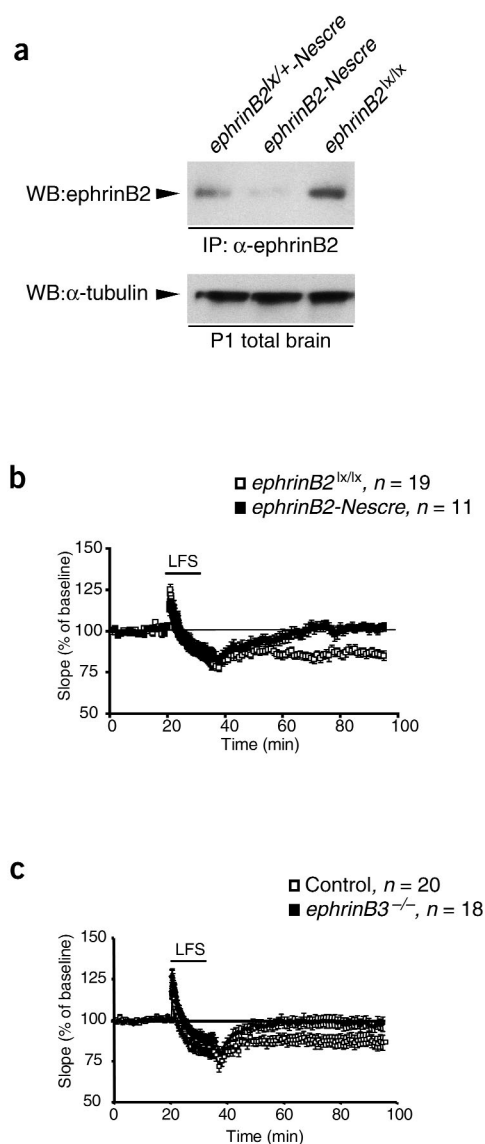 a
ephrinB2lx/+-Nescre
ephrinB2-Nescre
ephrinB2lx/lx
WB:ephrinB2
IP: α-ephrinB2
WB:α-tubulin
P1 total brain
b
ephrinB2lx/lx, n = 19
ephrinB2-Nescre, n = 11
150
LFS
125
100
75
50
Slope (% of baseline)
0 20 40 60 80 100
Time (min)
c
Control, n = 20
ephrinB3−/−, n = 18
150
LFS
125
100
75
50
Slope (% of baseline)
0 20 40 60 80 100
Time (min)